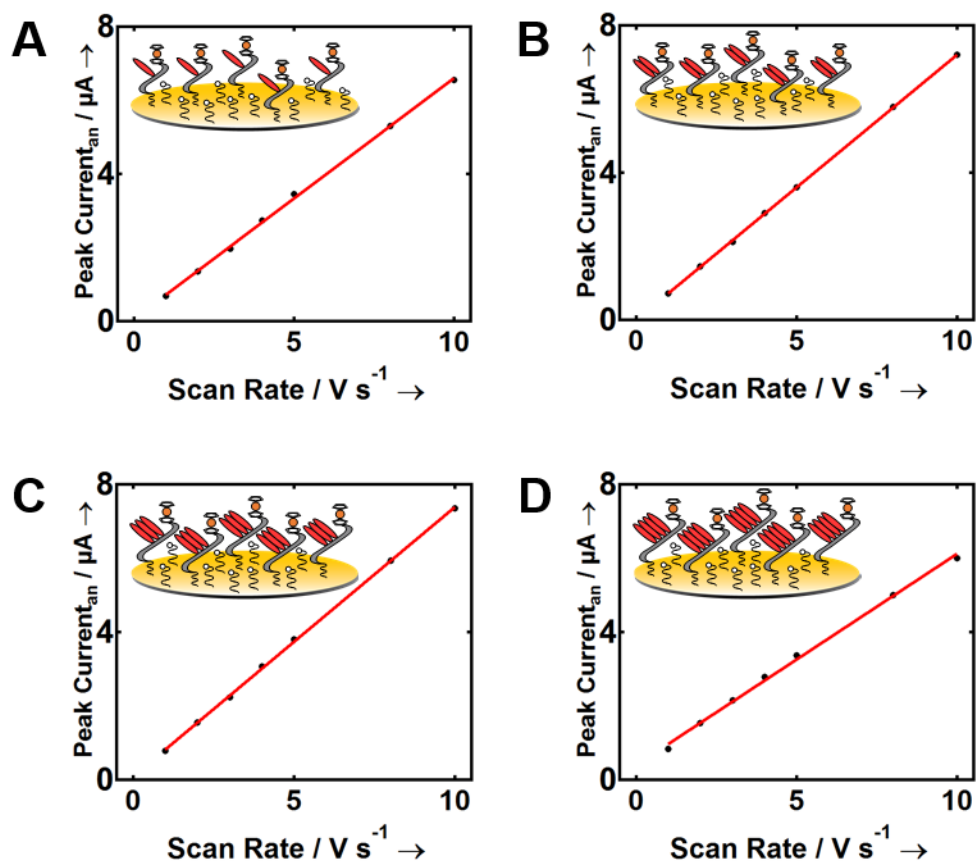 A
8
4
0
Peak Current_an / µA →
0 5 10
Scan Rate / V s⁻¹ →
B
8
4
0
Peak Current_an / µA →
0 5 10
Scan Rate / V s⁻¹ →
C
8
4
0
Peak Current_an / µA →
0 5 10
Scan Rate / V s⁻¹ →
D
8
4
0
Peak Current_an / µA →
0 5 10
Scan Rate / V s⁻¹ →